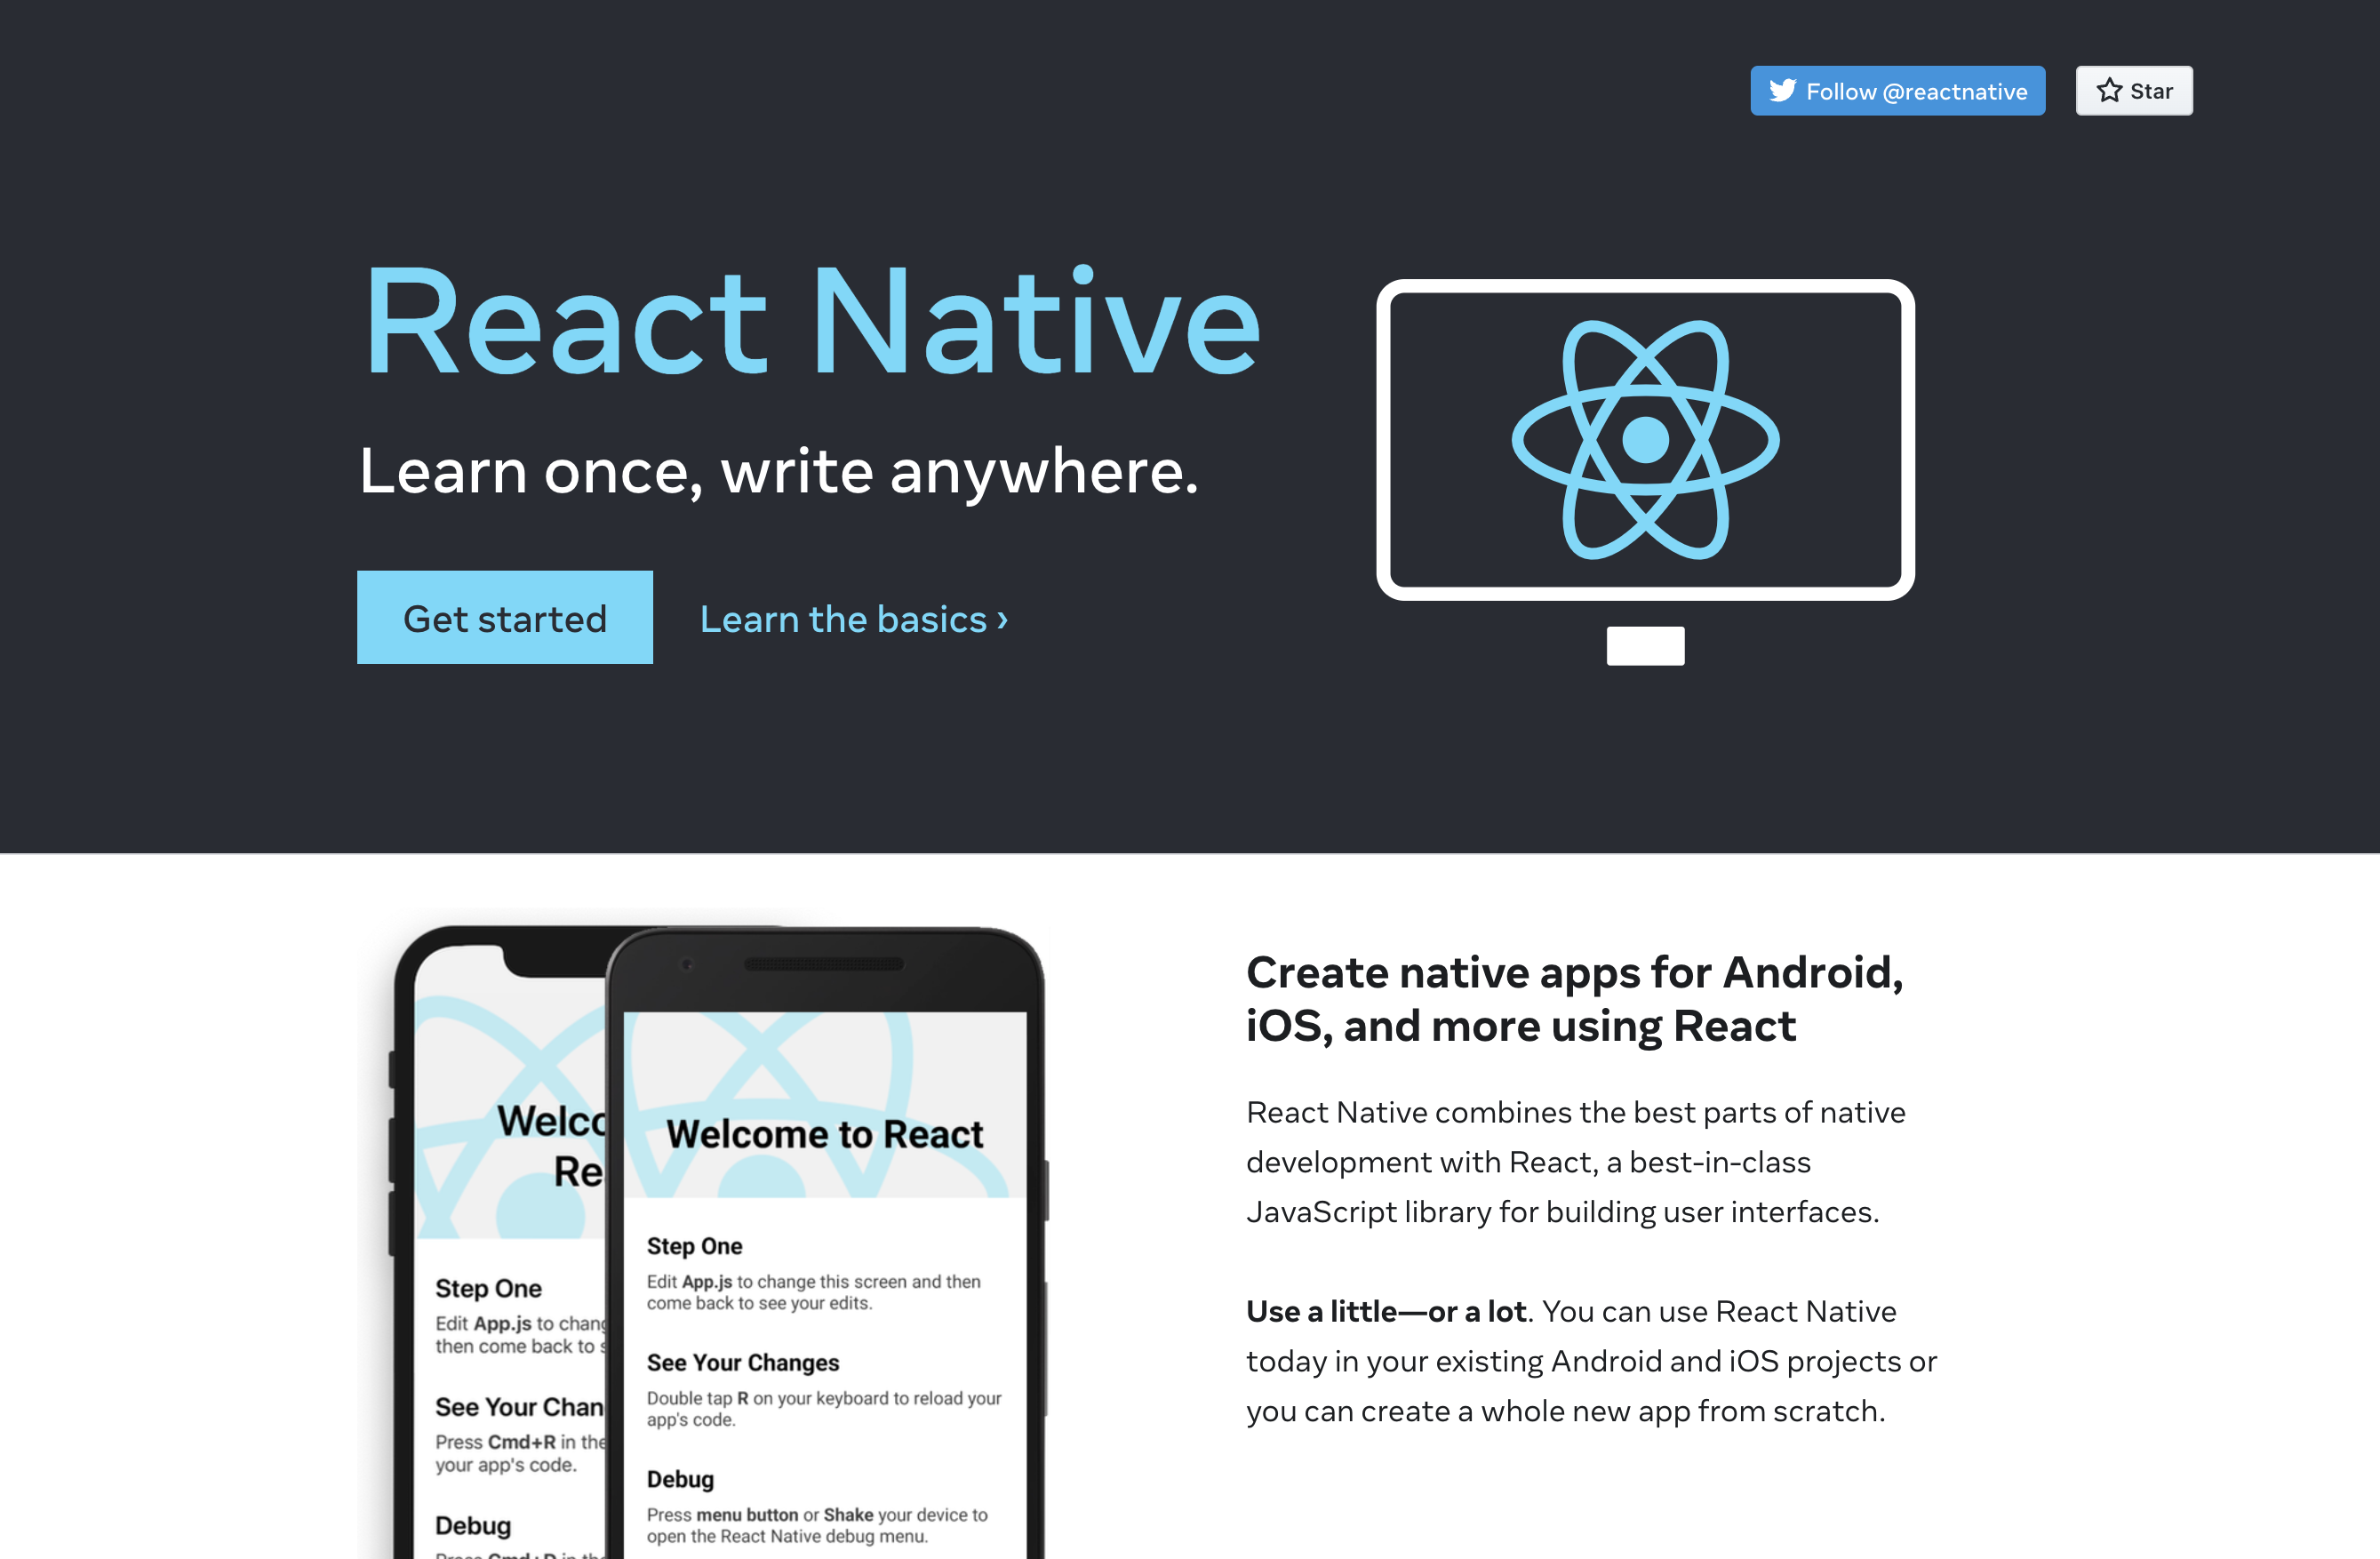 Follow @reactnative
Star
React Native
Learn once, write anywhere.
Get started
Learn the basics ›
Create native apps for Android,
iOS, and more using React
React Native combines the best parts of native
development with React, a best-in-class
JavaScript library for building user interfaces.
Use a little—or a lot. You can use React Native
today in your existing Android and iOS projects or
you can create a whole new app from scratch.
Re
Step One
Edit App.js to
then come back to
See Your
Press Cmd+R in
your app's code.
Debug
Welcome to React
Step One
Edit App.js to change this screen and then
come back to see your edits.
See Your Changes
Double tap R on your keyboard to reload your
app's code.
Debug
Press menu button or Shake your device to
open the React Native debug menu.